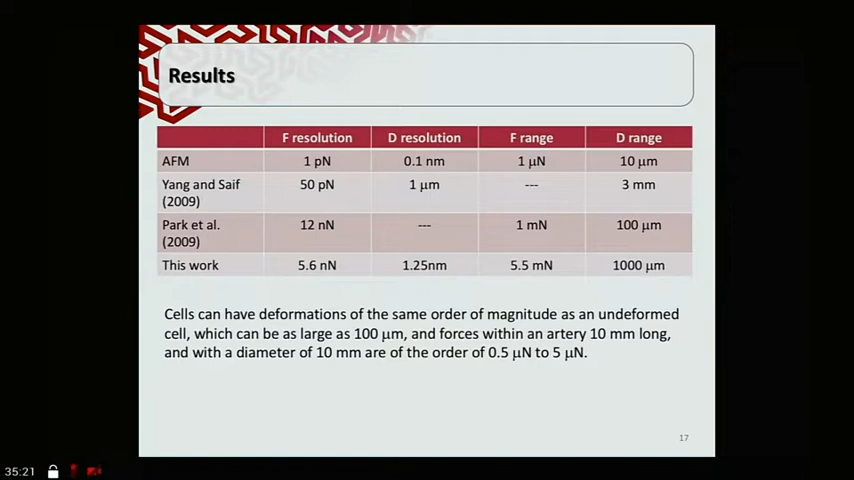 Results
F resolution D resolution F range D range
AFM 1 pN 0.1 nm 1 μN 10 μm
Yang and Saif (2009) 50 pN 1 μm --- 3 mm
Park et al. (2009) 12 nN --- 1 mN 100 μm
This work 5.6 nN 1.25nm 5.5 mN 1000 μm
Cells can have deformations of the same order of magnitude as an undeformed
cell, which can be as large as 100 μm, and forces within an artery 10 mm long,
and with a diameter of 10 mm are of the order of 0.5 μN to 5 μN.
17
35:21